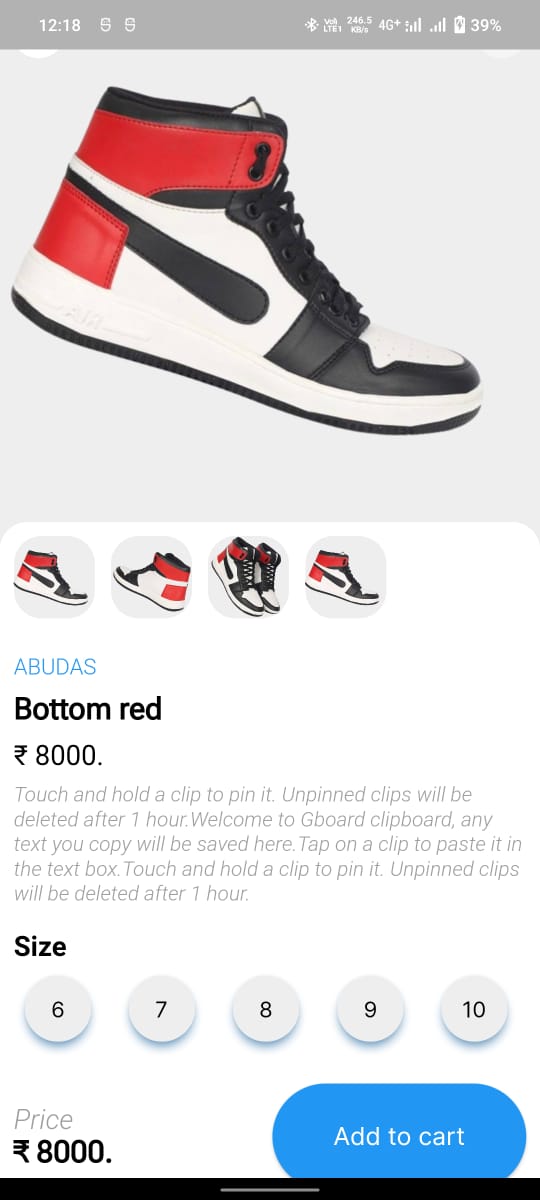 12:18
Vo) LTE1 246.5 KB/s 4G+ 39%
Air
ABUDAS
Bottom red
₹ 8000.
Touch and hold a clip to pin it. Unpinned clips will be
deleted after 1 hour.Welcome to Gboard clipboard, any
text you copy will be saved here.Tap on a clip to paste it in
the text box.Touch and hold a clip to pin it. Unpinned clips
will be deleted after 1 hour.
Size
6 7 8 9 10
Price
₹ 8000.
Add to cart